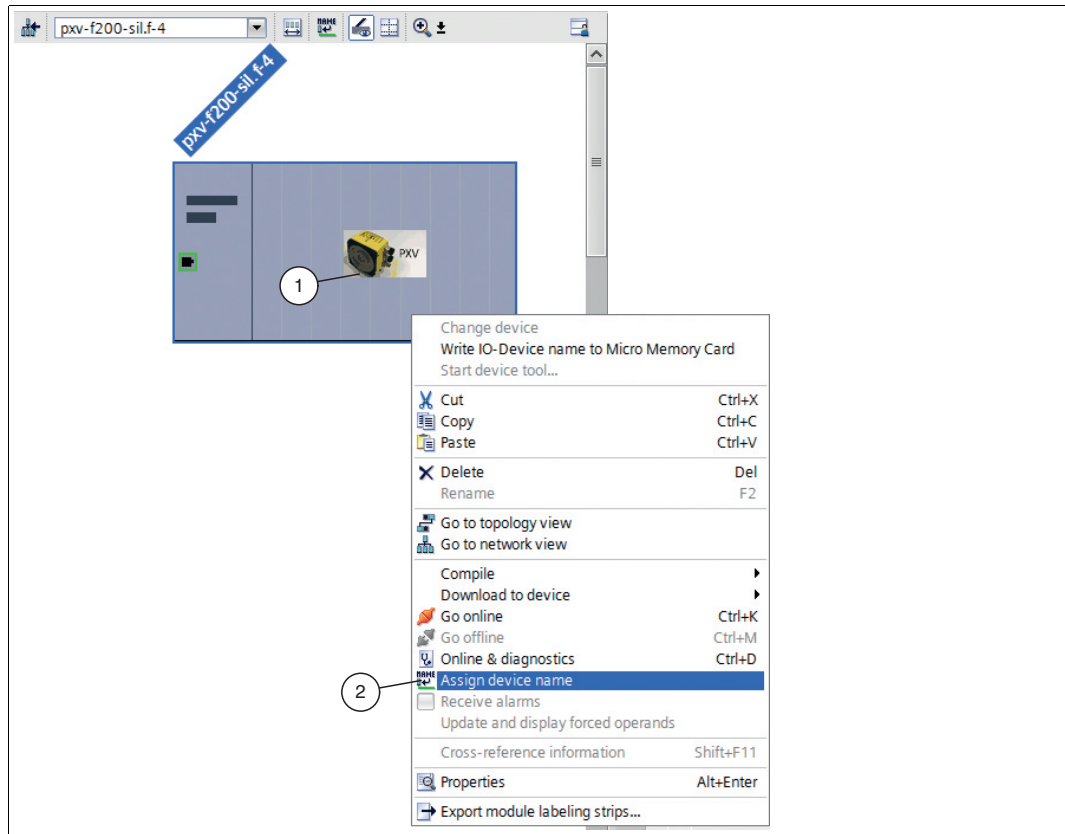 pxv-f200-sil.f-4
NAME
pxv-f200-sil.f-4
PXV
1
Change device
Write IO-Device name to Micro Memory Card
Start device tool...
Cut Ctrl+X
Copy Ctrl+C
Paste Ctrl+V
Delete Del
Rename F2
Go to topology view
Go to network view
Compile
Download to device
Go online Ctrl+K
Go offline Ctrl+M
Online & diagnostics Ctrl+D
2 NAME Assign device name
Receive alarms
Update and display forced operands
Cross-reference information Shift+F11
Properties Alt+Enter
Export module labeling strips...